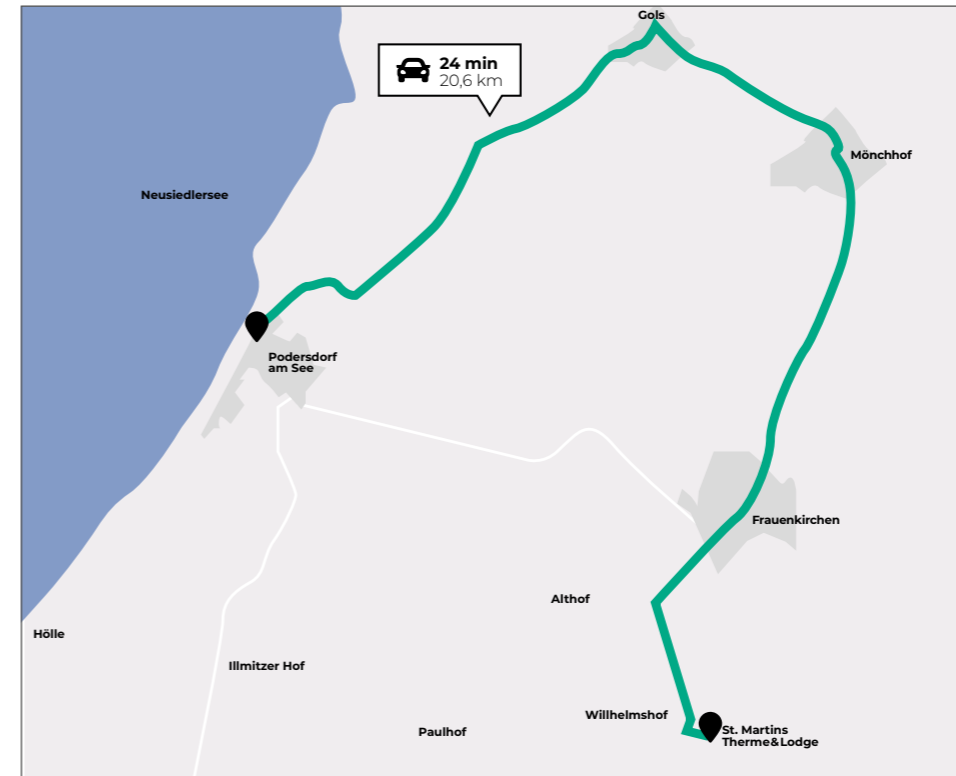 Gols
24 min
20,6 km
Mönchhof
Neusiedlersee
Podersdorf
am See
Frauenkirchen
Althof
Hölle
Illmitzer Hof
Willhelmshof
Paulhof
St. Martins
Therme&Lodge